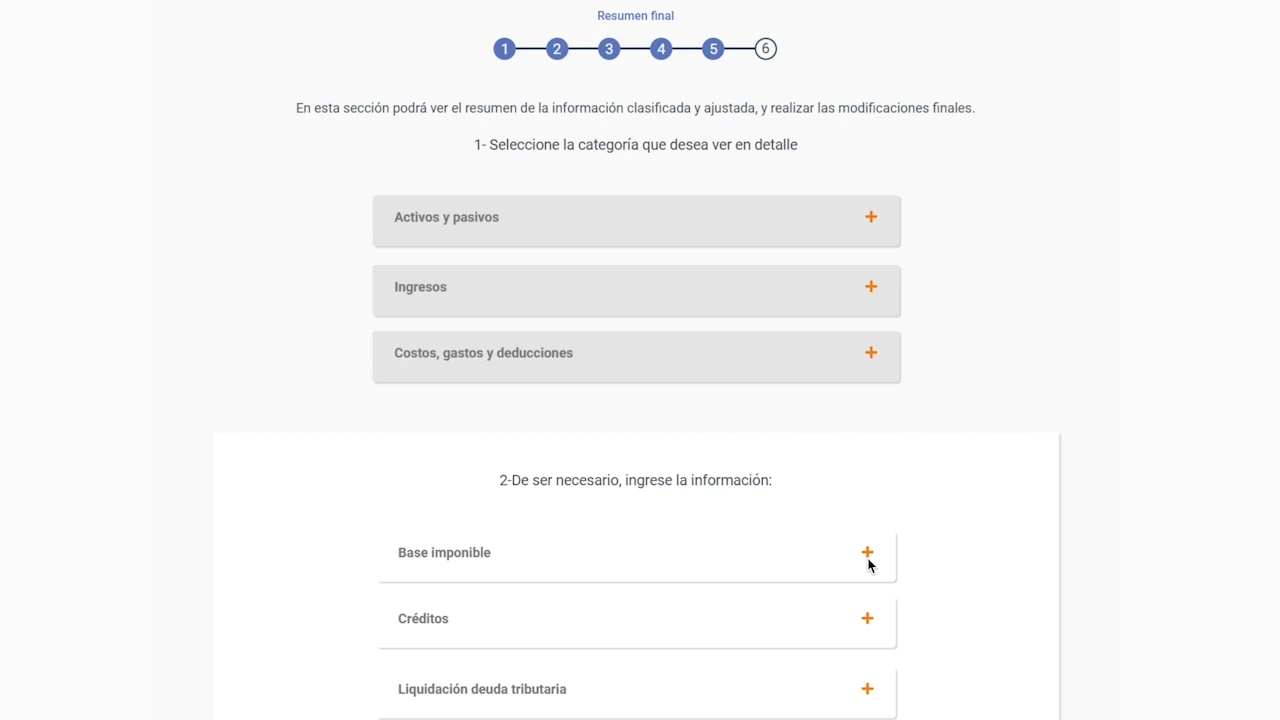 Resumen final
1 2 3 4 5 6
En esta sección podrá ver el resumen de la información clasificada y ajustada, y realizar las modificaciones finales.
1- Seleccione la categoría que desea ver en detalle
Activos y pasivos +
Ingresos +
Costos, gastos y deducciones +
2-De ser necesario, ingrese la información:
Base imponible +
Créditos +
Liquidación deuda tributaria +